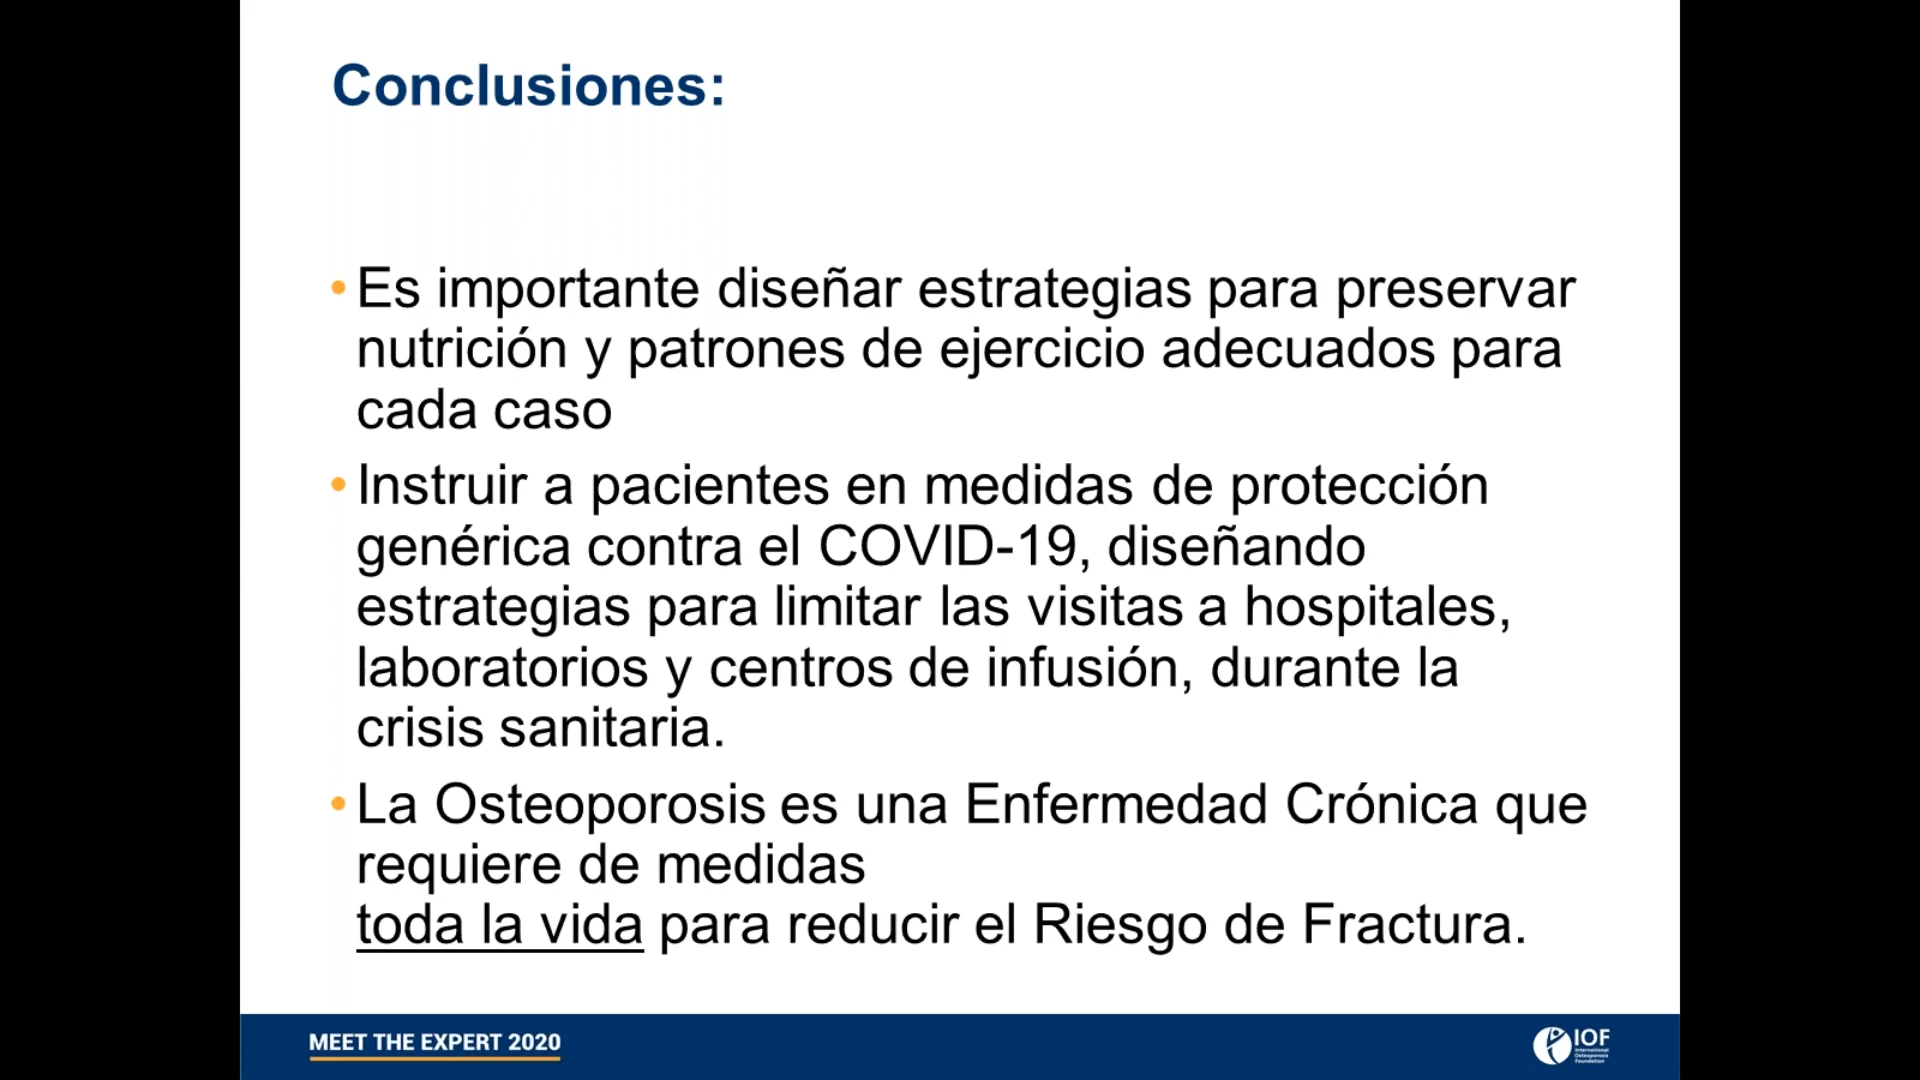 Conclusiones:
•Es importante diseñar estrategias para preservar
nutrición y patrones de ejercicio adecuados para
cada caso
•Instruir a pacientes en medidas de protección
genérica contra el COVID-19, diseñando
estrategias para limitar las visitas a hospitales,
laboratorios y centros de infusión, durante la
crisis sanitaria.
•La Osteoporosis es una Enfermedad Crónica que
requiere de medidas
toda la vida para reducir el Riesgo de Fractura.
MEET THE EXPERT 2020
IOF
International
Osteoporosis
Foundation